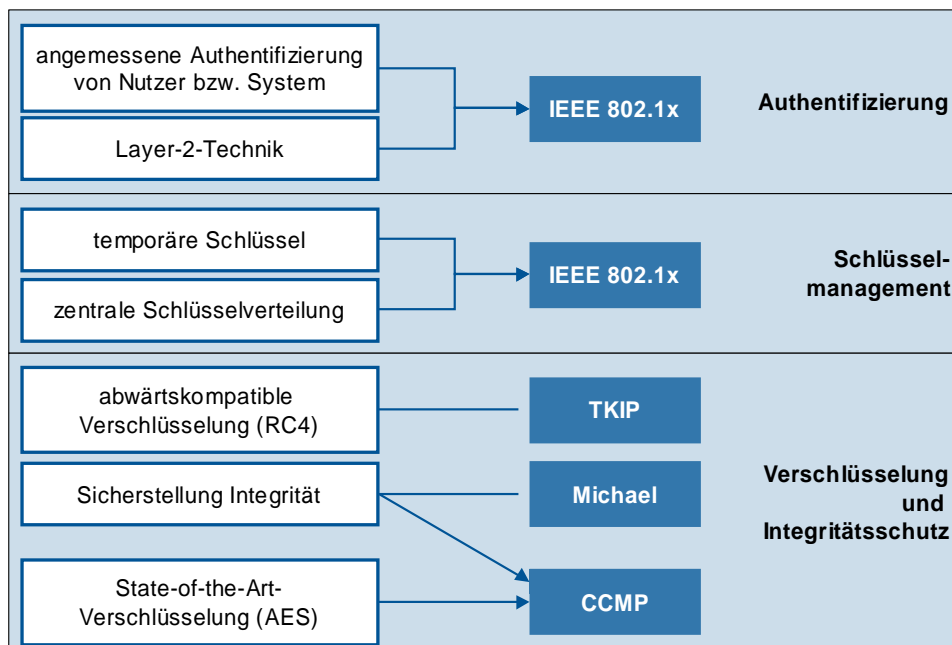 angemessene Authentifizierung
von Nutzer bzw. System
Layer-2-Technik
IEEE 802.1x
Authentifizierung
temporäre Schlüssel
zentrale Schlüsselverteilung
IEEE 802.1x
Schlüssel-
management
abwärtskompatible
Verschlüsselung (RC4)
TKIP
Sicherstellung Integrität
Michael
State-of-the-Art-
Verschlüsselung (AES)
CCMP
Verschlüsselung
und
Integritätsschutz